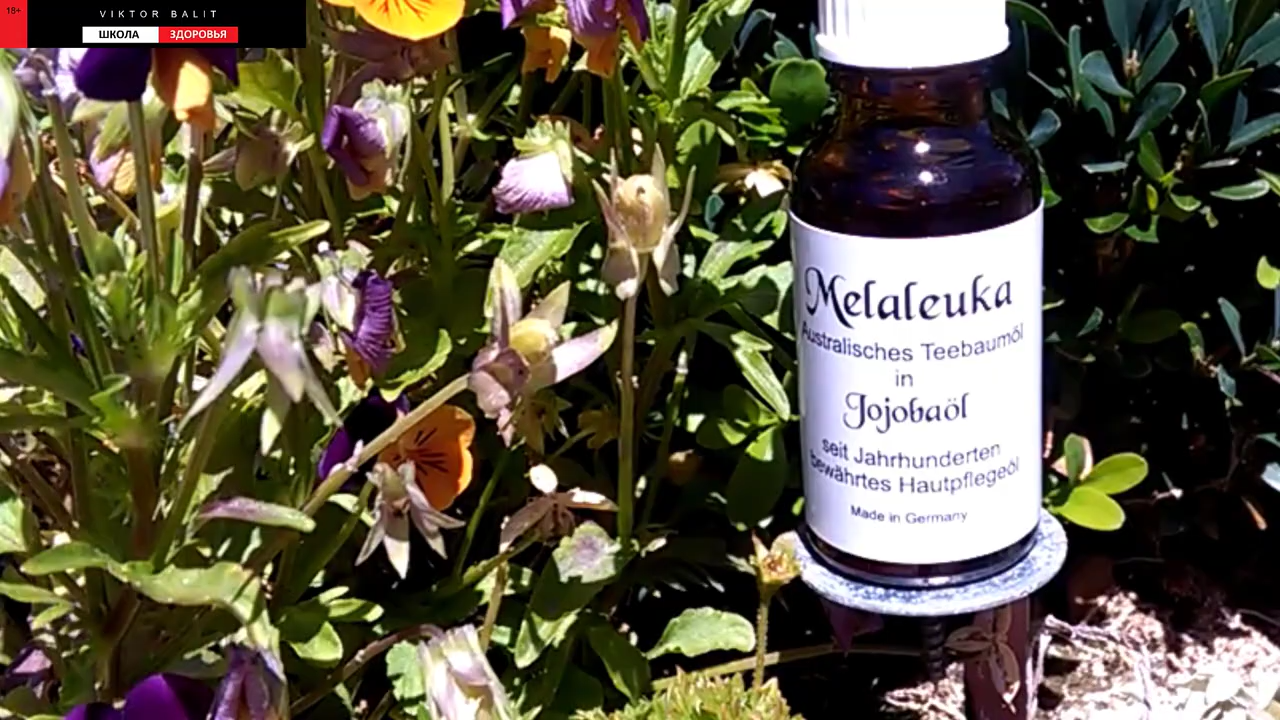 18+
VIKTOR BALIT
ШКОЛА ЗДОРОВЬЯ
Melaleuka
Australisches Teebaumöl
in
Jojobaöl
seit Jahrhunderten
bewährtes Hautpflegeöl
Made in Germany